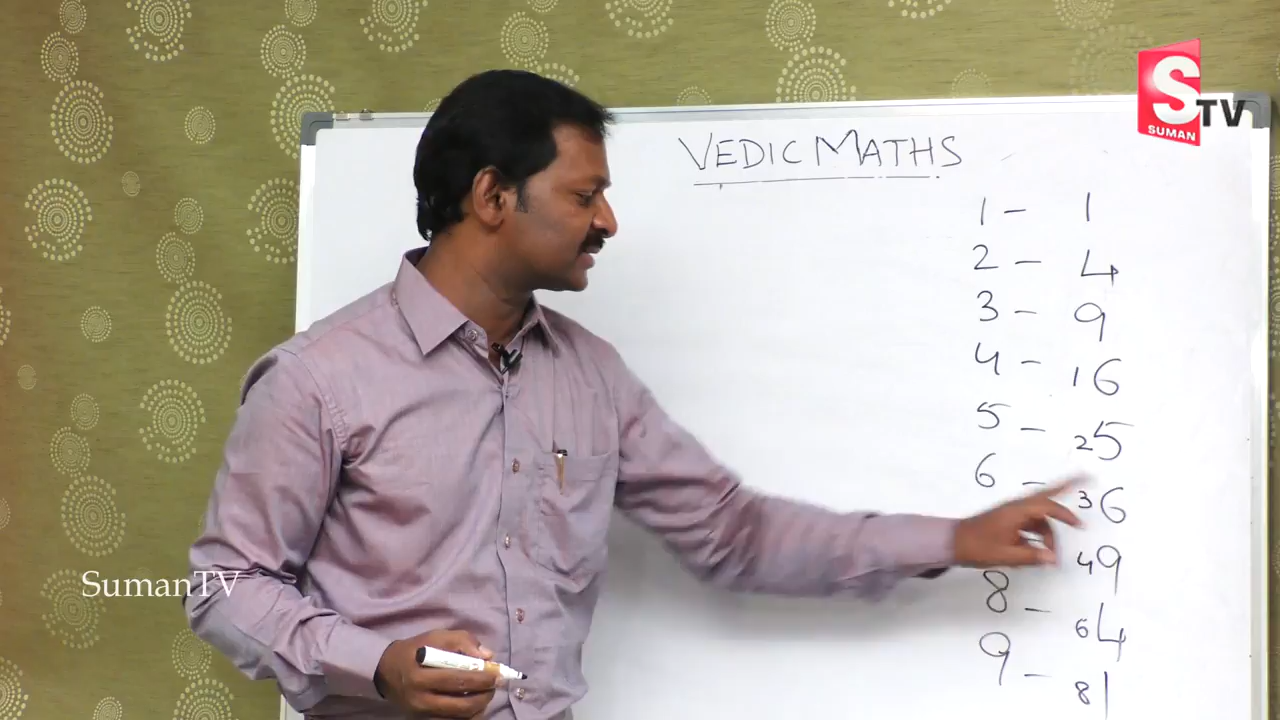 S TV
SUMAN
VEDIC MATHS
1 - 1
2 - 4
3 - 9
4 - 16
5 - 25
6 - 36
49
8 - 64
9 - 81
SumanTV